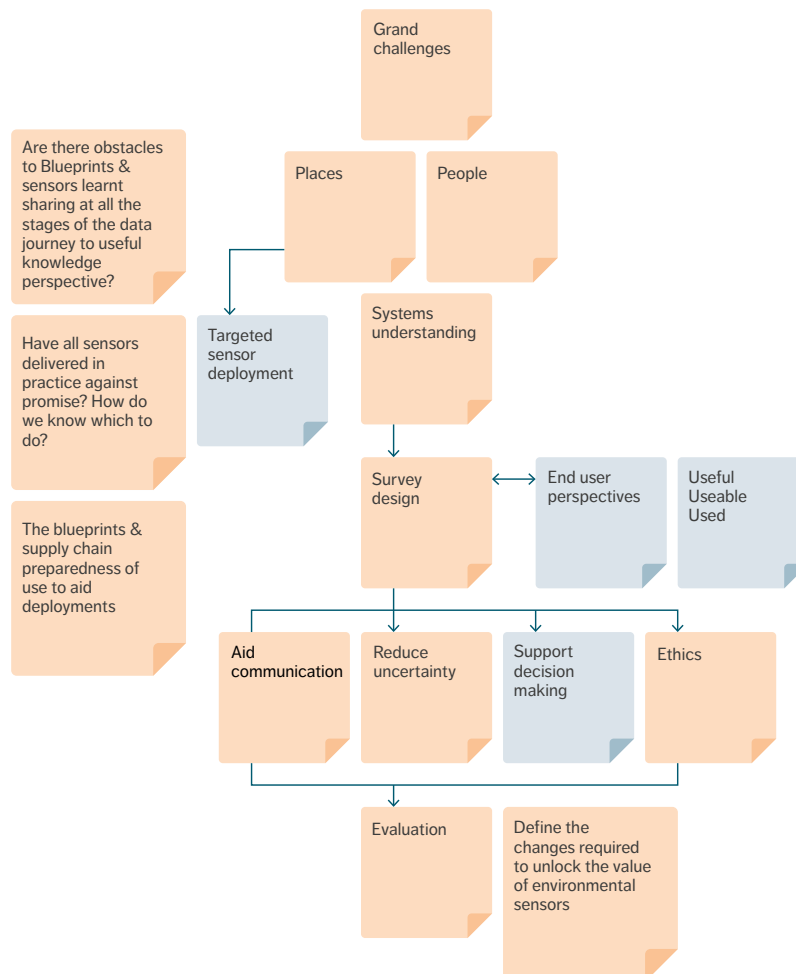 Grand
challenges
Are there obstacles
to Blueprints &
sensors learnt
sharing at all the
stages of the data
journey to useful
knowledge
perspective?
Places
People
Have all sensors
delivered in
practice against
promise? How do
we know which to
do?
Targeted
sensor
deployment
Systems
understanding
Survey
design
End user
perspectives
Useful
Useable
Used
The blueprints &
supply chain
preparedness of
use to aid
deployments
Aid
communication
Reduce
uncertainty
Support
decision
making
Ethics
Evaluation
Define the
changes required
to unlock the value
of environmental
sensors